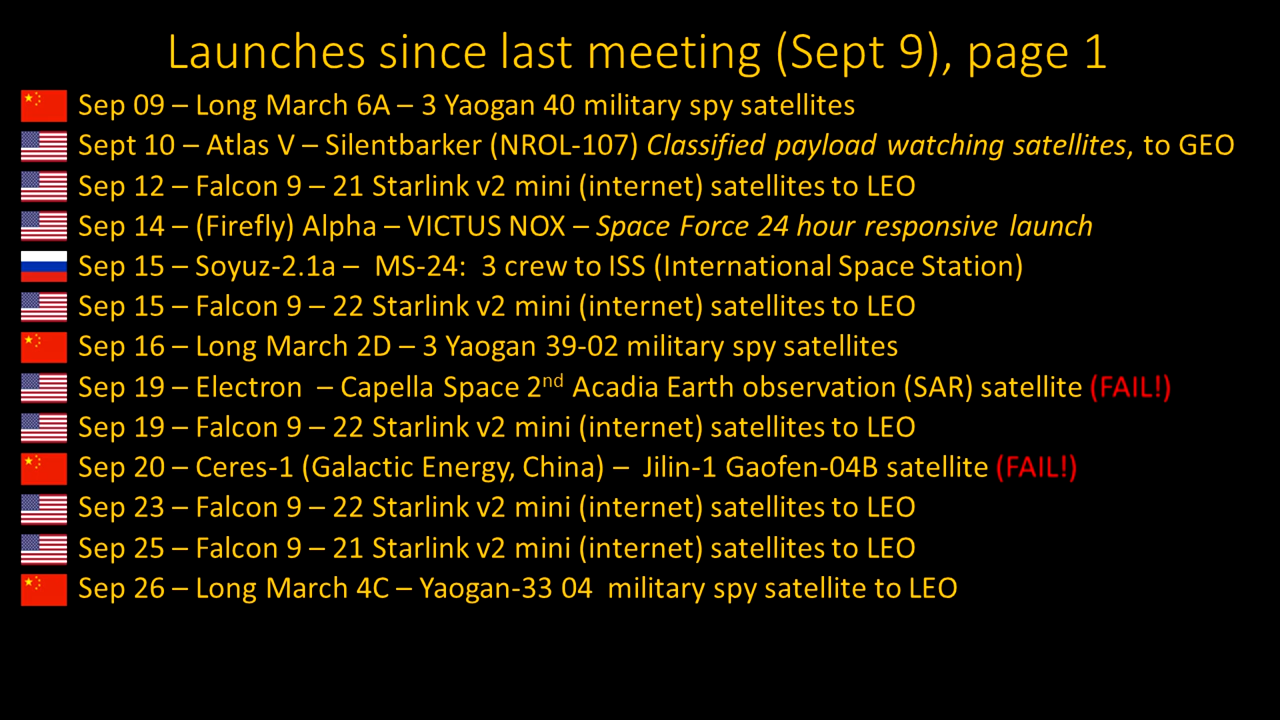 Launches since last meeting (Sept 9), page 1
Sep 09 – Long March 6A – 3 Yaogan 40 military spy satellites
Sept 10 – Atlas V – Silentbarker (NROL-107) Classified payload watching satellites, to GEO
Sep 12 – Falcon 9 – 21 Starlink v2 mini (internet) satellites to LEO
Sep 14 – (Firefly) Alpha – VICTUS NOX – Space Force 24 hour responsive launch
Sep 15 – Soyuz-2.1a –  MS-24:  3 crew to ISS (International Space Station)
Sep 15 – Falcon 9 – 22 Starlink v2 mini (internet) satellites to LEO
Sep 16 – Long March 2D – 3 Yaogan 39-02 military spy satellites
Sep 19 – Electron  – Capella Space 2nd Acadia Earth observation (SAR) satellite (FAIL!)
Sep 19 – Falcon 9 – 22 Starlink v2 mini (internet) satellites to LEO
Sep 20 – Ceres-1 (Galactic Energy, China) –  Jilin-1 Gaofen-04B satellite (FAIL!)
Sep 23 – Falcon 9 – 22 Starlink v2 mini (internet) satellites to LEO
Sep 25 – Falcon 9 – 21 Starlink v2 mini (internet) satellites to LEO
Sep 26 – Long March 4C – Yaogan-33 04  military spy satellite to LEO